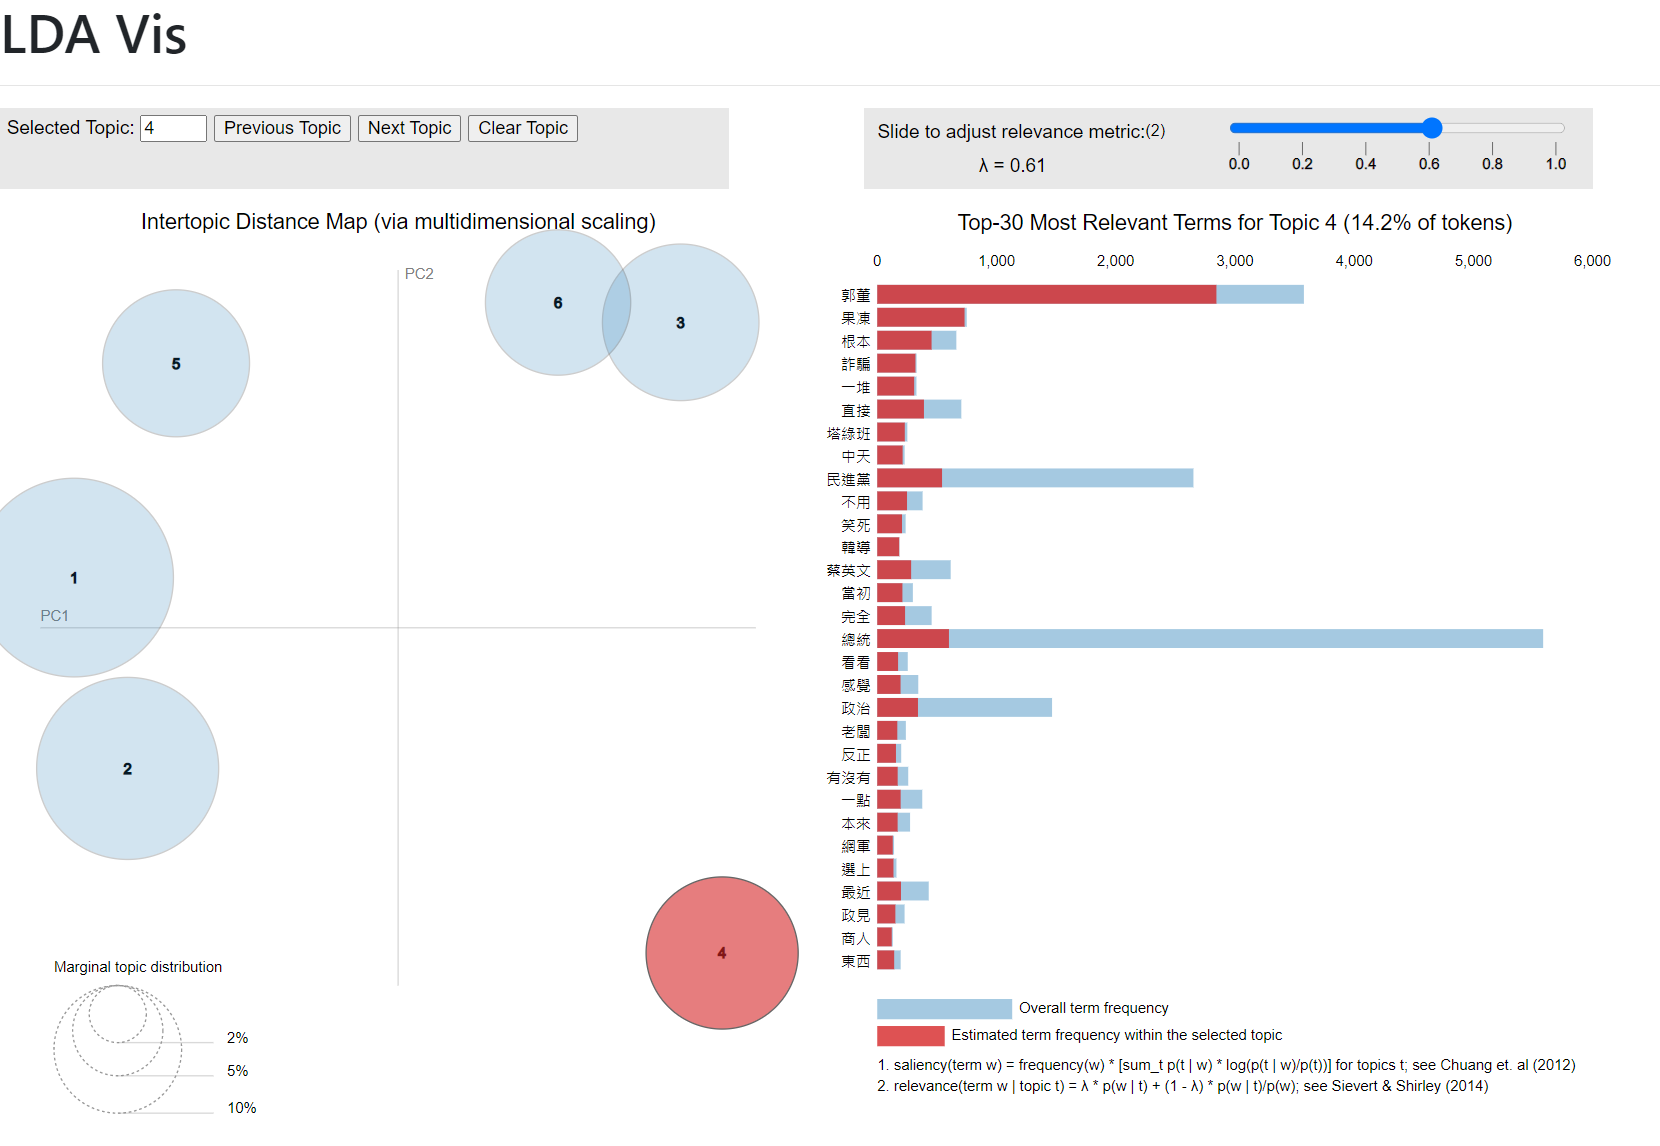 LDA Vis
Selected Topic: 4 Previous Topic Next Topic Clear Topic
Slide to adjust relevance metric:(2)
λ = 0.61
0.0 0.2 0.4 0.6 0.8 1.0
Intertopic Distance Map (via multidimensional scaling)
PC2
PC1
6
3
5
1
2
4
Marginal topic distribution
2%
5%
10%
Top-30 Most Relevant Terms for Topic 4 (14.2% of tokens)
0 1,000 2,000 3,000 4,000 5,000 6,000
郭董
果凍
根本
詐騙
一堆
直接
塔綠班
中天
民進黨
不用
笑死
韓導
蔡英文
當初
完全
總統
看看
感覺
政治
老闆
反正
有沒有
一點
本來
網軍
選上
最近
政見
商人
東西
Overall term frequency
Estimated term frequency within the selected topic
1. saliency(term w) = frequency(w) * [sum_t p(t | w) * log(p(t | w)/p(t))] for topics t; see Chuang et. al (2012)
2. relevance(term w | topic t) = λ * p(w | t) + (1 - λ) * p(w | t)/p(w); see Sievert & Shirley (2014)